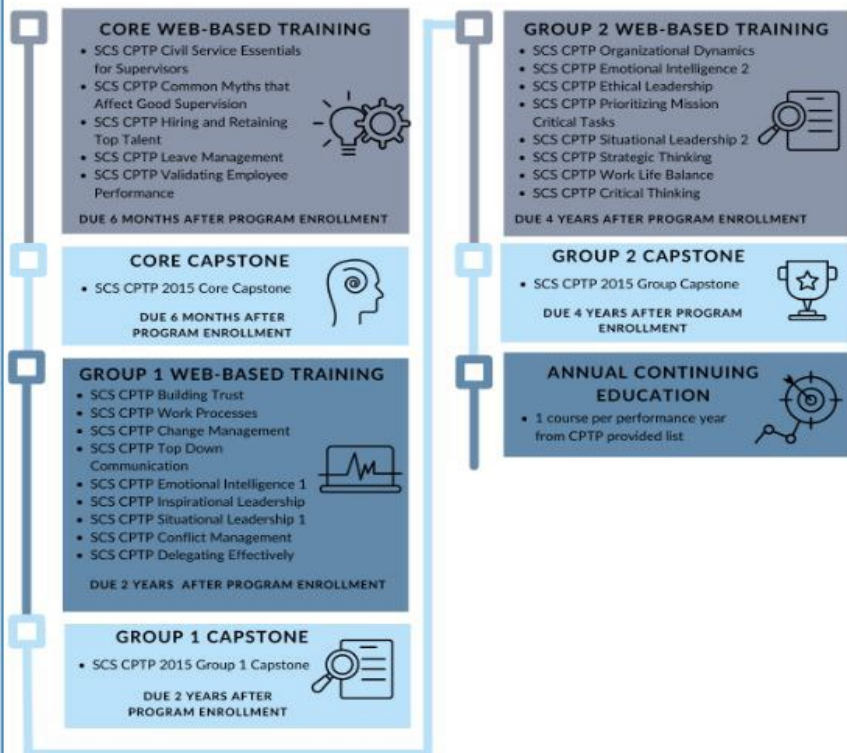 CORE WEB-BASED TRAINING
• SCS CPTP Civil Service Essentials
for Supervisors
• SCS CPTP Common Myths that
Affect Good Supervision
• SCS CPTP Hiring and Retaining
Top Talent
• SCS CPTP Leave Management
• SCS CPTP Validating Employee
Performance
DUE 6 MONTHS AFTER PROGRAM ENROLLMENT
CORE CAPSTONE
• SCS CPTP 2015 Core Capstone
DUE 6 MONTHS AFTER
PROGRAM ENROLLMENT
GROUP 1 WEB-BASED TRAINING
• SCS CPTP Building Trust
• SCS CPTP Work Processes
• SCS CPTP Change Management
• SCS CPTP Top Down
Communication
• SCS CPTP Emotional Intelligence 1
• SCS CPTP Inspirational Leadership
• SCS CPTP Situational Leadership 1
• SCS CPTP Conflict Management
• SCS CPTP Delegating Effectively
DUE 2 YEARS AFTER PROGRAM ENROLLMENT
GROUP 1 CAPSTONE
• SCS CPTP 2015 Group 1 Capstone
DUE 2 YEARS AFTER
PROGRAM ENROLLMENT
GROUP 2 WEB-BASED TRAINING
• SCS CPTP Organizational Dynamics
• SCS CPTP Emotional Intelligence 2
• SCS CPTP Ethical Leadership
• SCS CPTP Prioritizing Mission
Critical Tasks
• SCS CPTP Situational Leadership 2
• SCS CPTP Strategic Thinking
• SCS CPTP Work Life Balance
• SCS CPTP Critical Thinking
DUE 4 YEARS AFTER PROGRAM ENROLLMENT
GROUP 2 CAPSTONE
• SCS CPTP 2015 Group Capstone
DUE 4 YEARS AFTER PROGRAM
ENROLLMENT
ANNUAL CONTINUING
EDUCATION
• 1 course per performance year
from CPTP provided list